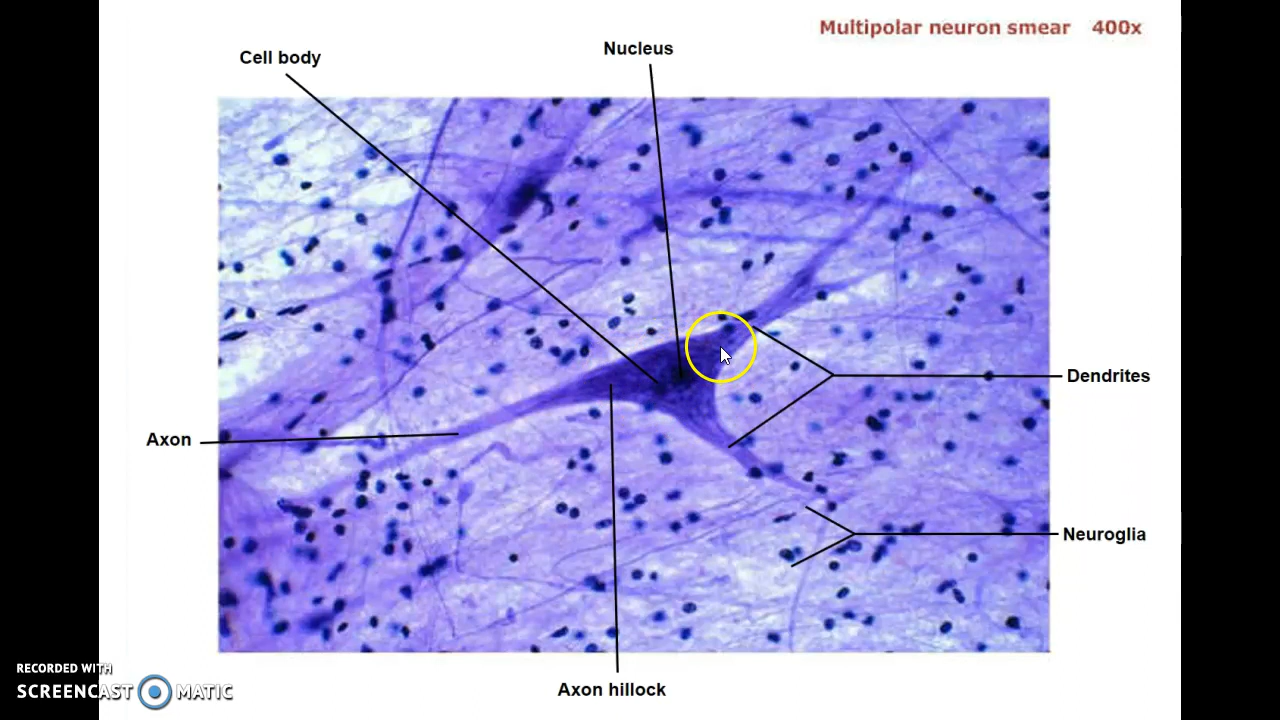 Multipolar neuron smear 400x
Nucleus
Cell body
Dendrites
Axon
Neuroglia
Axon hillock
RECORDED WITH
SCREENCAST MATIC